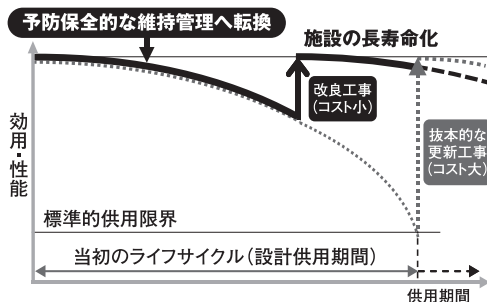 予防保全的な維持管理へ転換
施設の長寿命化
改良工事
(コスト小)
抜本的な
更新工事
(コスト大)
効用・性能
標準的供用限界
当初のライフサイクル(設計供用期間)
供用期間